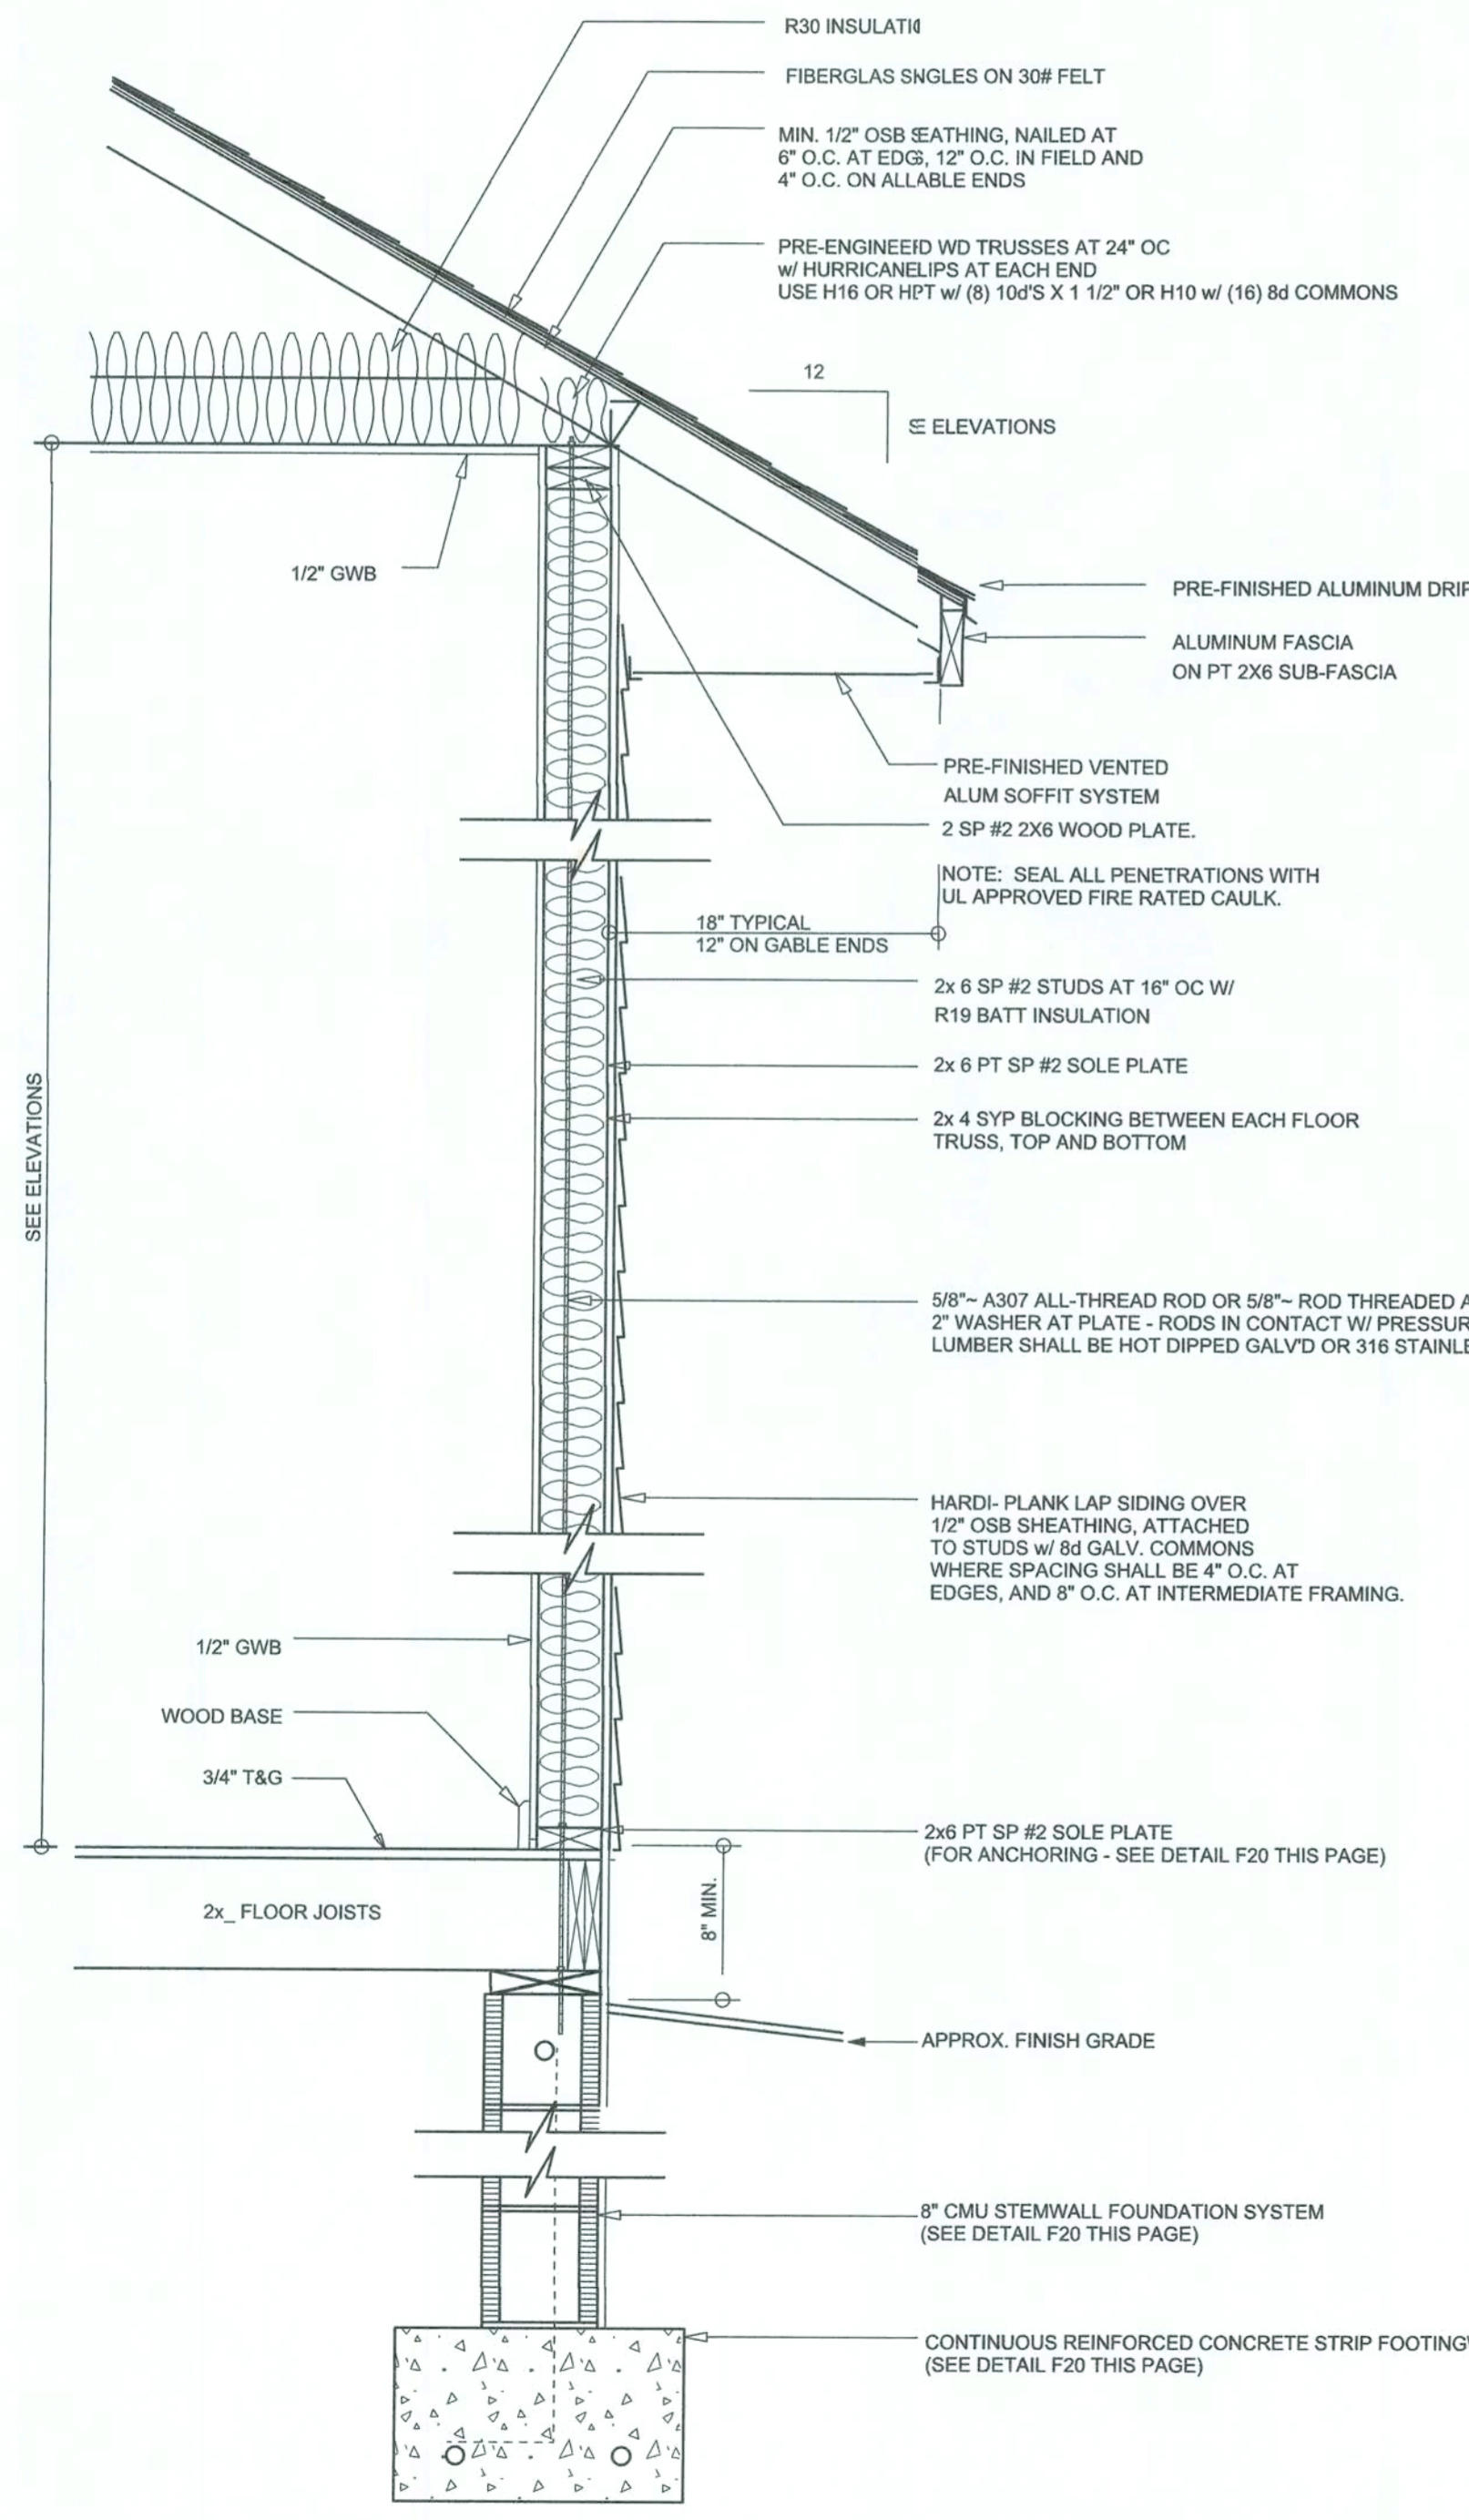 R30 INSULATIO
FIBERGLAS SNGLES ON 30# FELT
MIN. 1/2" OSB SEATHING, NAILED AT
6" O.C. AT EDGS, 12" O.C. IN FIELD AND
4" O.C. ON ALLABLE ENDS
PRE-ENGINEEID WD TRUSSES AT 24" OC
w/ HURRICANELIPS AT EACH END
USE H16 OR HPT w/ (8) 10d'S X 1 1/2" OR H10 w/ (16) 8d COMMONS
12
ELEVATIONS
1/2" GWB
PRE-FINISHED ALUMINUM DRIP
ALUMINUM FASCIA
ON PT 2X6 SUB-FASCIA
PRE-FINISHED VENTED
ALUM SOFFIT SYSTEM
2 SP #2 2X6 WOOD PLATE.
NOTE: SEAL ALL PENETRATIONS WITH
UL APPROVED FIRE RATED CAULK.
18" TYPICAL
12" ON GABLE ENDS
2x 6 SP #2 STUDS AT 16" OC W/
R19 BATT INSULATION
2x 6 PT SP #2 SOLE PLATE
2x 4 SYP BLOCKING BETWEEN EACH FLOOR
TRUSS, TOP AND BOTTOM
SEE ELEVATIONS
5/8"~ A307 ALL-THREAD ROD OR 5/8"~ ROD THREADED A
2" WASHER AT PLATE - RODS IN CONTACT W/ PRESSUR
LUMBER SHALL BE HOT DIPPED GALV'D OR 316 STAINLE
HARDI- PLANK LAP SIDING OVER
1/2" OSB SHEATHING, ATTACHED
TO STUDS w/ 8d GALV. COMMONS
WHERE SPACING SHALL BE 4" O.C. AT
EDGES, AND 8" O.C. AT INTERMEDIATE FRAMING.
1/2" GWB
WOOD BASE
3/4" T&G
2x6 PT SP #2 SOLE PLATE
(FOR ANCHORING - SEE DETAIL F20 THIS PAGE)
8" MIN.
2x_ FLOOR JOISTS
APPROX. FINISH GRADE
8" CMU STEMWALL FOUNDATION SYSTEM
(SEE DETAIL F20 THIS PAGE)
CONTINUOUS REINFORCED CONCRETE STRIP FOOTING
(SEE DETAIL F20 THIS PAGE)